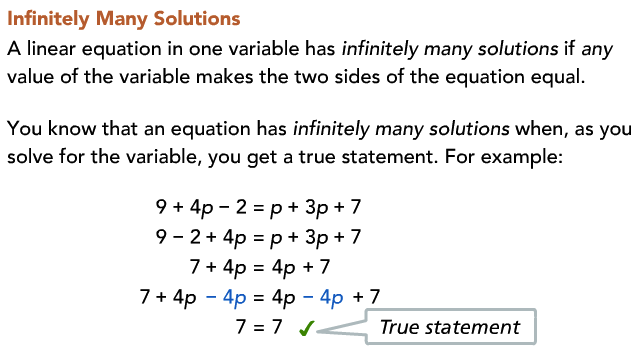 Infinitely Many Solutions
A linear equation in one variable has infinitely many solutions if any
value of the variable makes the two sides of the equation equal.
You know that an equation has infinitely many solutions when, as you
solve for the variable, you get a true statement. For example:
9 + 4p − 2 = p + 3p + 7
9 − 2 + 4p = p + 3p + 7
7 + 4p = 4p + 7
7 + 4p − 4p = 4p − 4p + 7
7 = 7 ✓ True statement